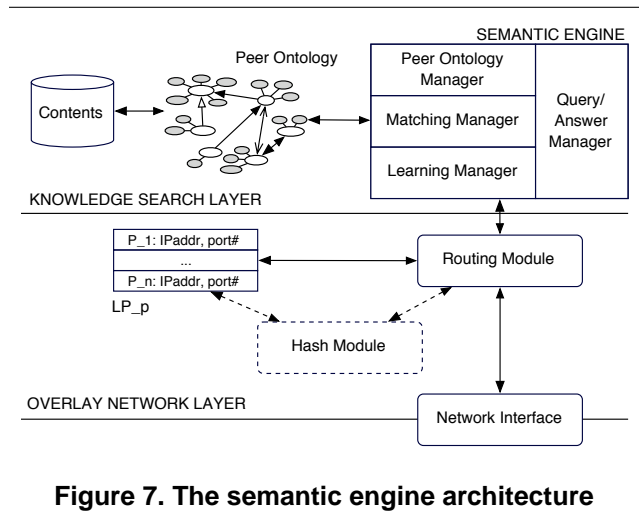 SEMANTIC ENGINE
Peer Ontology
Contents
Peer Ontology
Manager
Matching Manager
Learning Manager
Query/
Answer
Manager
KNOWLEDGE SEARCH LAYER
P_1: IPaddr, port#
...
P_n: IPaddr, port#
LP_p
Routing Module
Hash Module
OVERLAY NETWORK LAYER
Network Interface
Figure 7. The semantic engine architecture